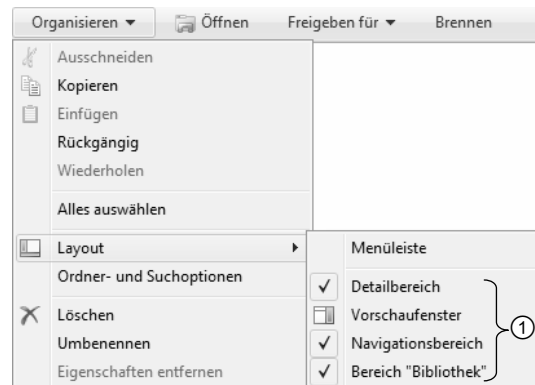 Organisieren Öffnen Freigeben für Brennen
Ausschneiden
Kopieren
Einfügen
Rückgängig
Wiederholen
Alles auswählen
Layout
Ordner- und Suchoptionen
Löschen
Umbenennen
Eigenschaften entfernen
Menüleiste
Detailbereich
Vorschaufenster
Navigationsbereich
Bereich "Bibliothek"
1